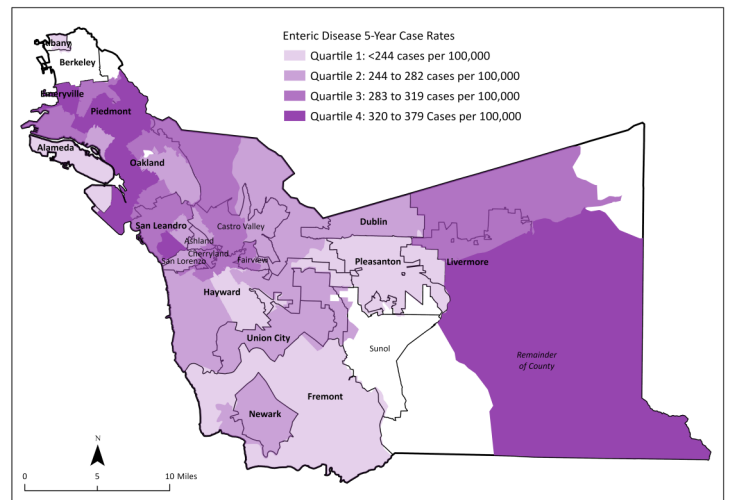 Enteric Disease 5-Year Case Rates
Quartile 1: <244 cases per 100,000
Quartile 2: 244 to 282 cases per 100,000
Quartile 3: 283 to 319 cases per 100,000
Quartile 4: 320 to 379 Cases per 100,000
Albany
Berkeley
Emeryville
Piedmont
Alameda
Oakland
San Leandro
Castro Valley
Dublin
Ashland
Cherryland
San Lorenzo
Fairview
Pleasanton
Livermore
Hayward
Union City
Sunol
Remainder
of County
Fremont
Newark
N
0 5 10 Miles